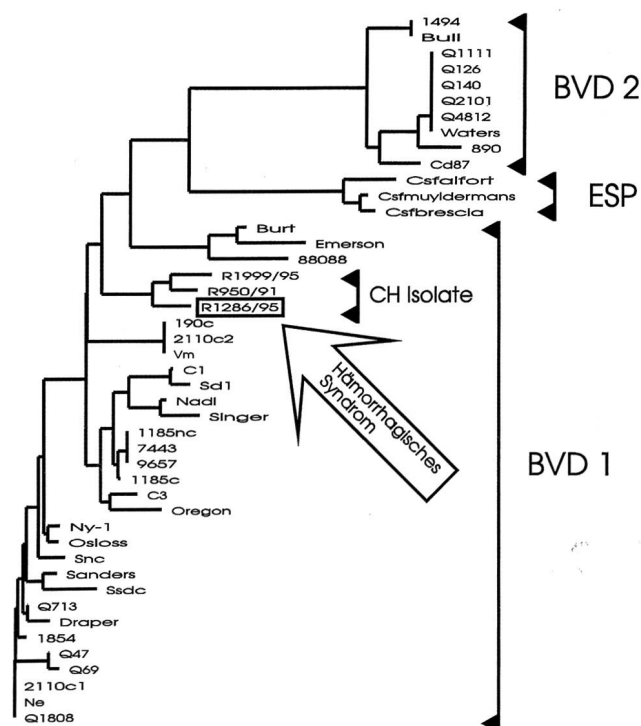 1494
Bull
Q1111
Q126
Q140
Q2101
Q4812
Waters
890
Cd87
BVD 2
Csfalfort
Csfmuyldermans
Csfbrescia
ESP
Burt
Emerson
88088
R1999/95
R950/91
R1286/95
CH Isolate
190c
2110c2
Vm
C1
Sd1
Nadl
Singer
Hämorrhagisches
Syndrom
1185nc
7443
9657
1185c
C3
Oregon
BVD 1
Ny-1
Osloss
Snc
Sanders
Ssdc
Q713
Draper
1854
Q47
Q69
2110c1
Ne
Q1808